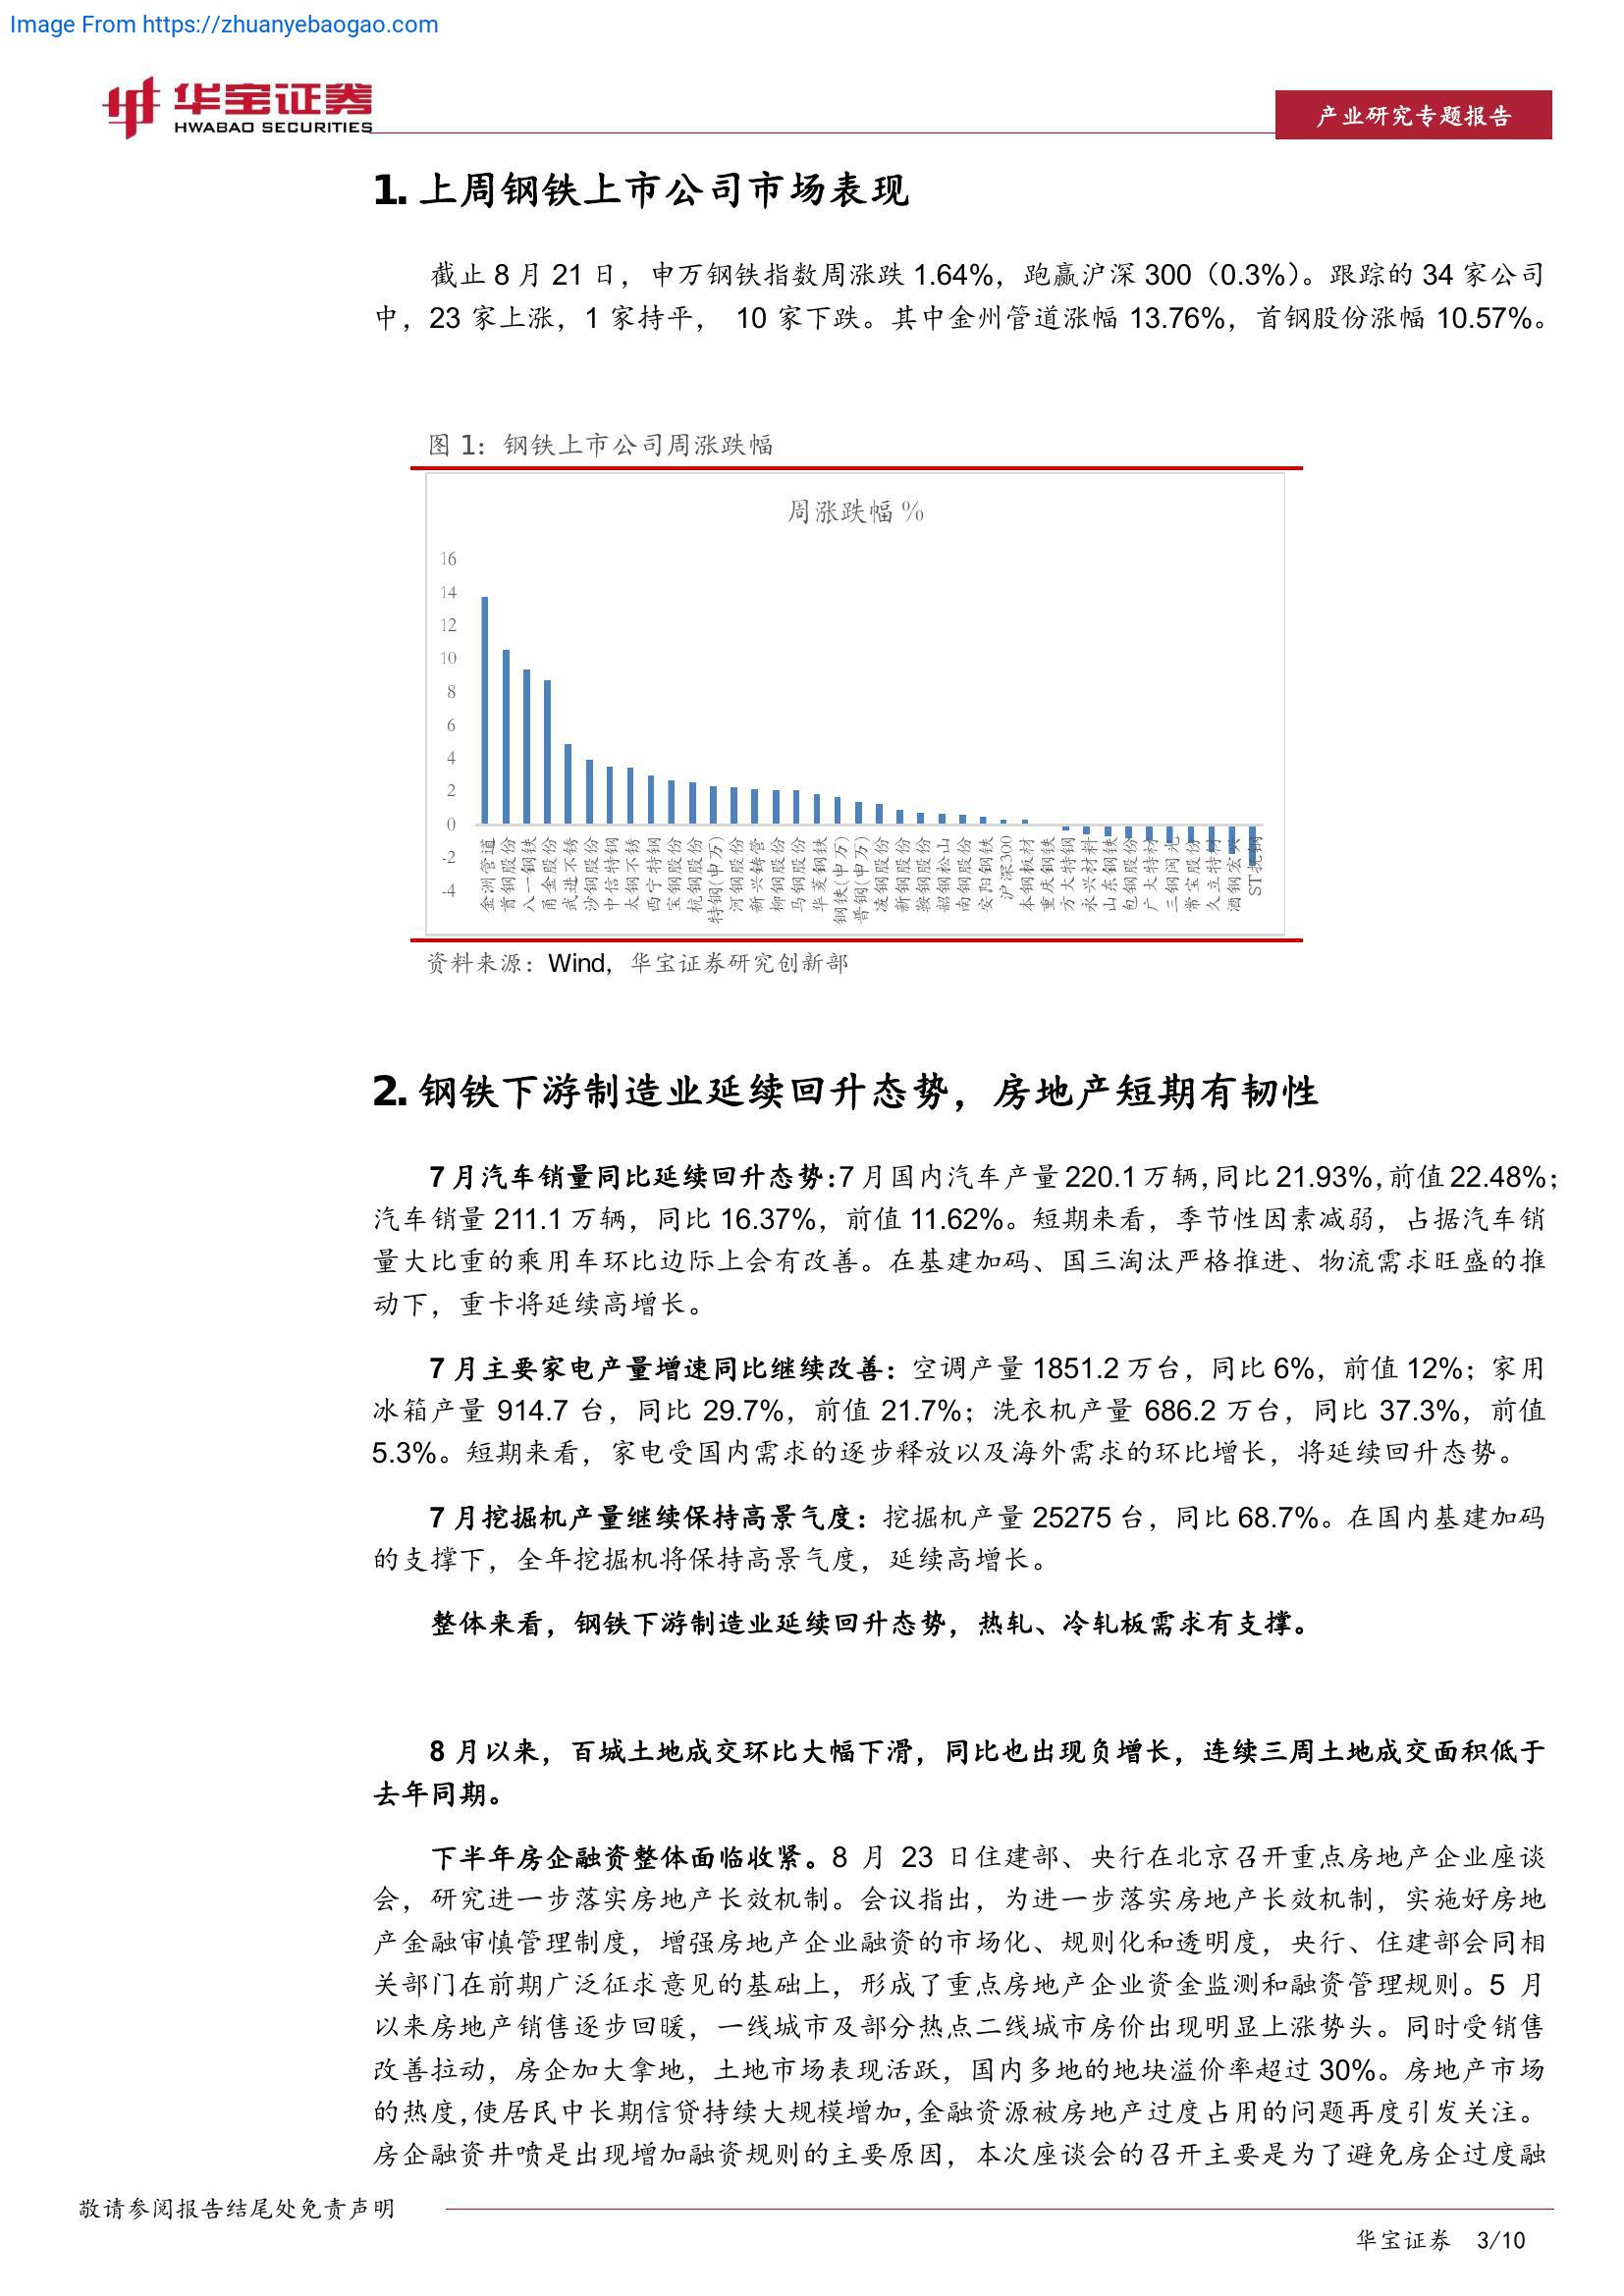 Image From https://zhuanyebaogao.com
华宝证券
HWABAO SECURITIES
产业研究专题报告
1. 上周钢铁上市公司市场表现
截止 8 月 21 日，申万钢铁指数周涨跌 1.64%，跑赢沪深 300（0.3%）。跟踪的 34 家公司
中，23 家上涨，1 家持平， 10 家下跌。其中金州管道涨幅 13.76%，首钢股份涨幅 10.57%。
图 1：钢铁上市公司周涨跌幅
周涨跌幅 %
16
14
12
10
8
6
4
2
0
-2
-4
金洲管道
首钢股份
八一钢铁
甬金股份
武进不锈
沙钢股份
中信特钢
太钢不锈
西宁特钢
宝钢股份
杭钢股份
特钢(申万)
河钢股份
新兴铸管
柳钢股份
马钢股份
华菱钢铁
钢铁(申万)
普钢(申万)
凌钢股份
新钢股份
鞍钢股份
韶钢松山
南钢股份
安阳钢铁
沪深300
本钢板材
重庆钢铁
方大特钢
永兴材料
山东钢铁
包钢股份
广大特材
三钢闽光
常宝股份
久立特材
酒钢宏兴
ST抚钢
资料来源：Wind，华宝证券研究创新部
2. 钢铁下游制造业延续回升态势，房地产短期有韧性
7 月汽车销量同比延续回升态势：7 月国内汽车产量 220.1 万辆，同比 21.93%，前值 22.48%；
汽车销量 211.1 万辆，同比 16.37%，前值 11.62%。短期来看，季节性因素减弱，占据汽车销
量大比重的乘用车环比边际上会有改善。在基建加码、国三淘汰严格推进、物流需求旺盛的推
动下，重卡将延续高增长。
7 月主要家电产量增速同比继续改善：空调产量 1851.2 万台，同比 6%，前值 12%；家用
冰箱产量 914.7 台，同比 29.7%，前值 21.7%；洗衣机产量 686.2 万台，同比 37.3%，前值
5.3%。短期来看，家电受国内需求的逐步释放以及海外需求的环比增长，将延续回升态势。
7 月挖掘机产量继续保持高景气度：挖掘机产量 25275 台，同比 68.7%。在国内基建加码
的支撑下，全年挖掘机将保持高景气度，延续高增长。
整体来看，钢铁下游制造业延续回升态势，热轧、冷轧板需求有支撑。
8 月以来，百城土地成交环比大幅下滑，同比也出现负增长，连续三周土地成交面积低于
去年同期。
下半年房企融资整体面临收紧。8 月 23 日住建部、央行在北京召开重点房地产企业座谈
会，研究进一步落实房地产长效机制。会议指出，为进一步落实房地产长效机制，实施好房地
产金融审慎管理制度，增强房地产企业融资的市场化、规则化和透明度，央行、住建部会同相
关部门在前期广泛征求意见的基础上，形成了重点房地产企业资金监测和融资管理规则。5 月
以来房地产销售逐步回暖，一线城市及部分热点二线城市房价出现明显上涨势头。同时受销售
改善拉动，房企加大拿地，土地市场表现活跃，国内多地的地块溢价率超过 30%。房地产市场
的热度，使居民中长期信贷持续大规模增加，金融资源被房地产过度占用的问题再度引发关注。
房企融资井喷是出现增加融资规则的主要原因，本次座谈会的召开主要是为了避免房企过度融
敬请参阅报告结尾处免责声明
华宝证券 3/10